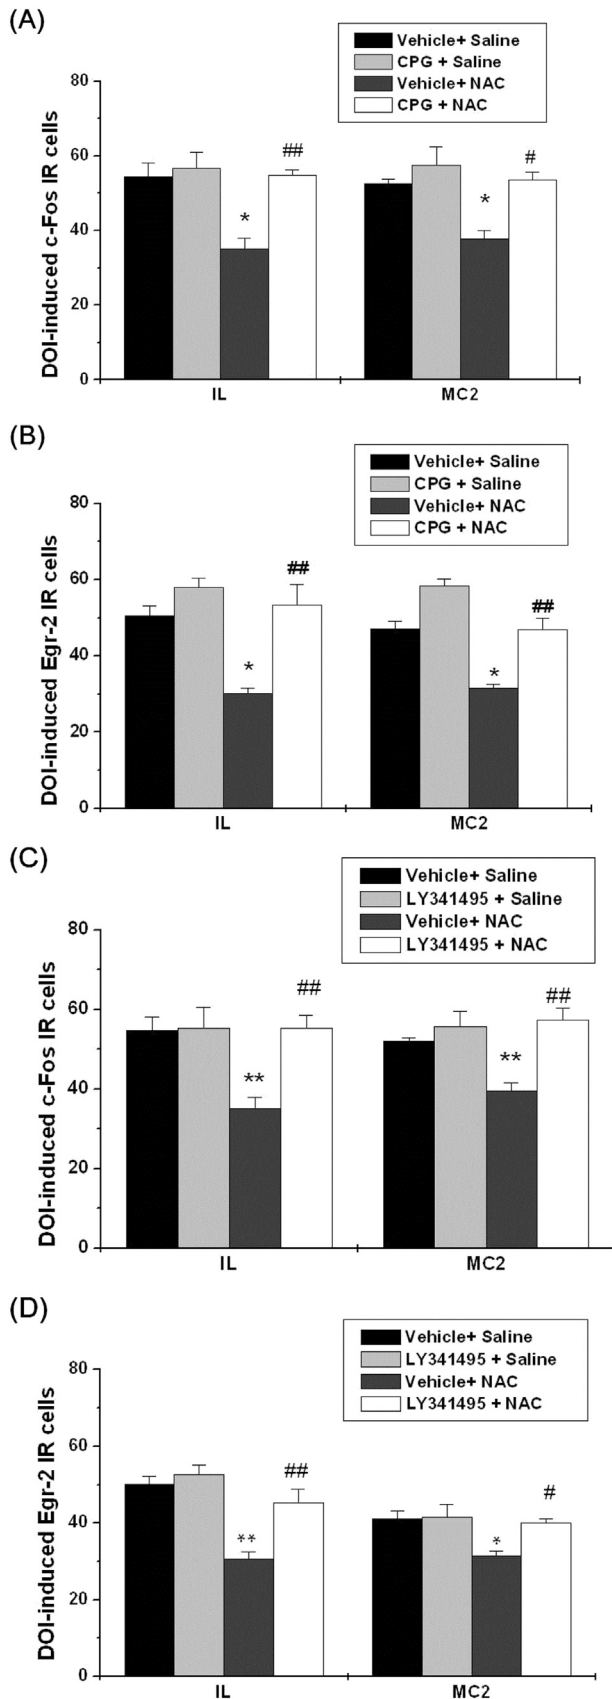 (A)
Vehicle+ Saline
CPG + Saline
Vehicle+ NAC
CPG + NAC
DOI-induced c-Fos IR cells
80
60
40
20
0
*
##
*
#
IL
MC2
(B)
Vehicle+ Saline
CPG + Saline
Vehicle+ NAC
CPG + NAC
DOI-induced Egr-2 IR cells
80
60
40
20
0
*
##
*
##
IL
MC2
(C)
Vehicle+ Saline
LY341495 + Saline
Vehicle+ NAC
LY341495 + NAC
DOI-induced c-Fos IR cells
80
60
40
20
0
**
##
**
##
IL
MC2
(D)
Vehicle+ Saline
LY341495 + Saline
Vehicle+ NAC
LY341495 + NAC
DOI-induced Egr-2 IR cells
80
60
40
20
0
**
##
*
#
IL
MC2